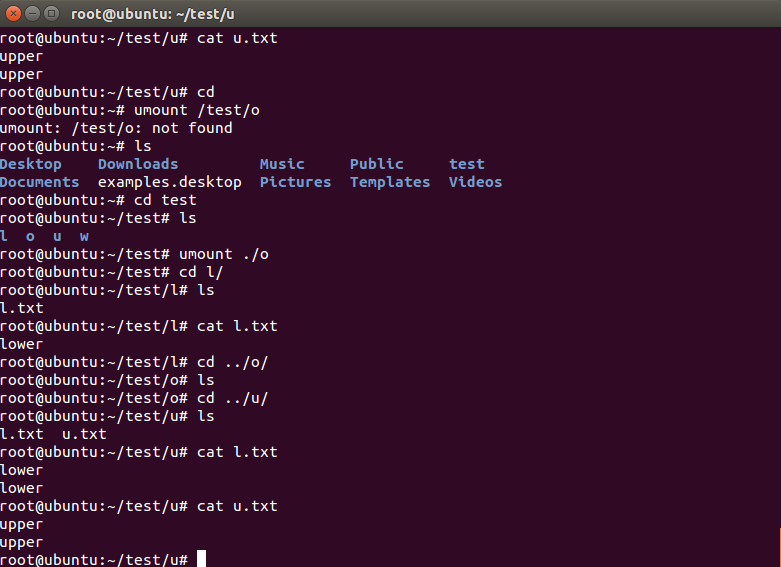 root@ubuntu: ~/test/u
root@ubuntu:~/test/u# cat u.txt
upper
upper
root@ubuntu:~/test/u# cd
root@ubuntu:~# umount /test/o
umount: /test/o: not found
root@ubuntu:~# ls
Desktop    Downloads         Music     Public     test
Documents  examples.desktop  Pictures  Templates  Videos
root@ubuntu:~# cd test
root@ubuntu:~/test# ls
l  o  u  w
root@ubuntu:~/test# umount ./o
root@ubuntu:~/test# cd l/
root@ubuntu:~/test/l# ls
l.txt
root@ubuntu:~/test/l# cat l.txt
lower
root@ubuntu:~/test/l# cd ../o/
root@ubuntu:~/test/o# ls
root@ubuntu:~/test/o# cd ../u/
root@ubuntu:~/test/u# ls
l.txt  u.txt
root@ubuntu:~/test/u# cat l.txt
lower
lower
root@ubuntu:~/test/u# cat u.txt
upper
upper
root@ubuntu:~/test/u#